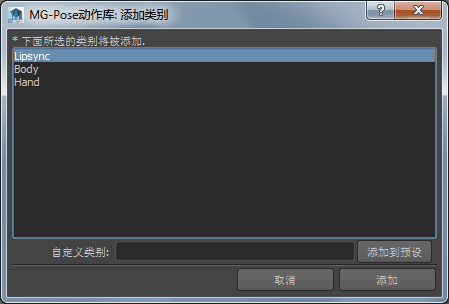 MG-Pose动作库: 添加类别
* 下面所选的类别将被添加.
Lipsync
Body
Hand
自定义类别:
添加到预设
取消
添加